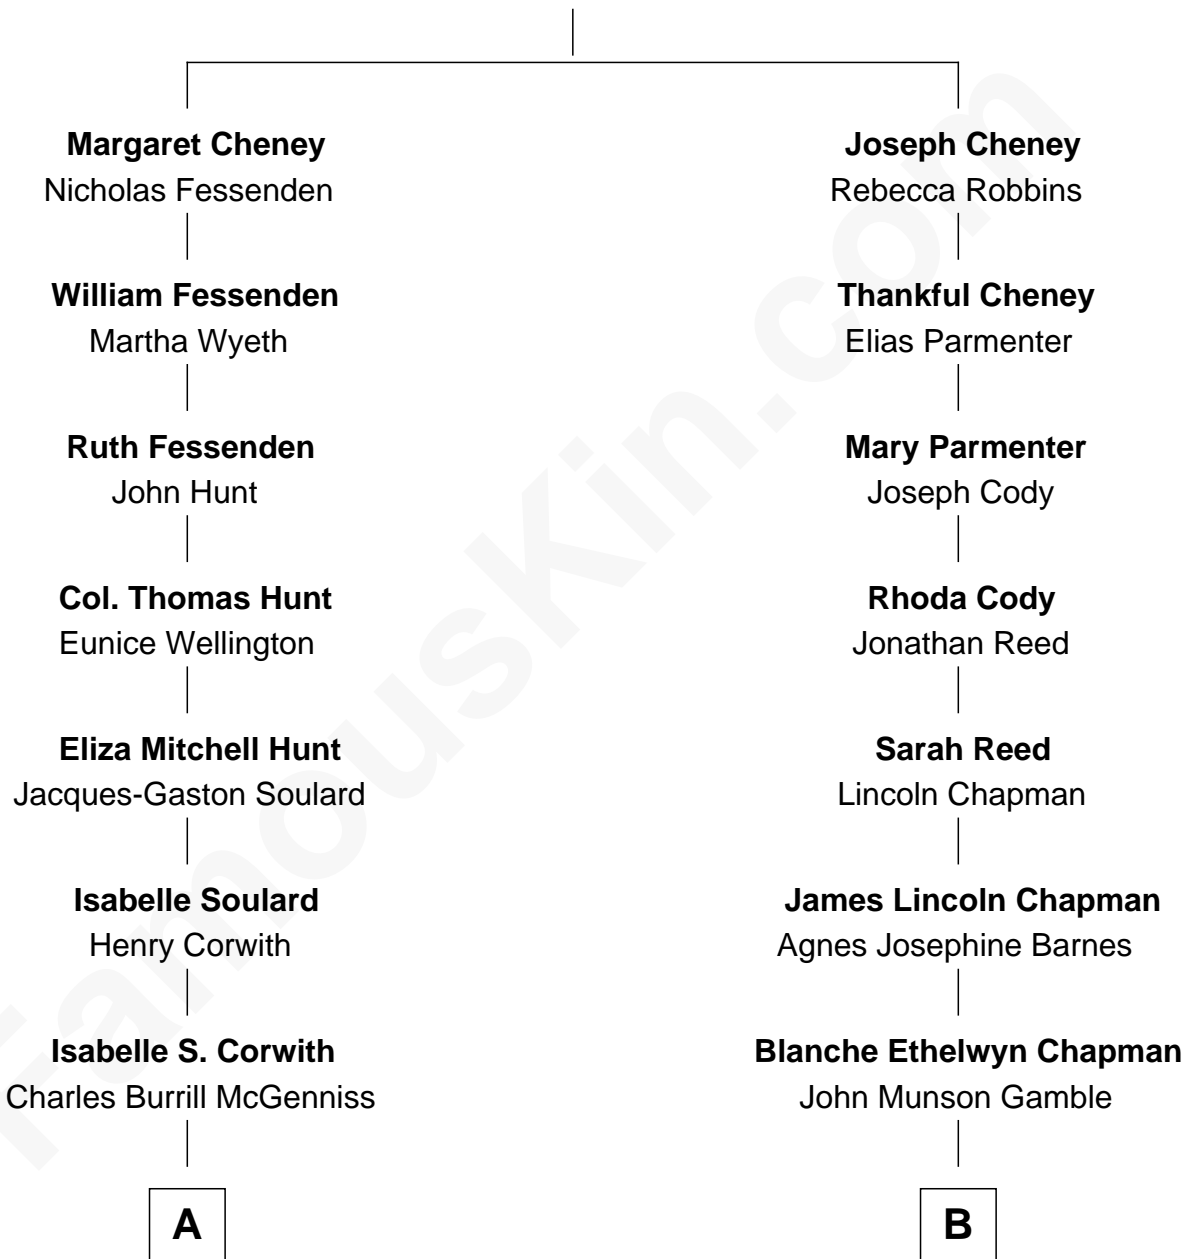 Margaret Cheney
Nicholas Fessenden
William Fessenden
Martha Wyeth
Ruth Fessenden
John Hunt
Col. Thomas Hunt
Eunice Wellington
Eliza Mitchell Hunt
Jacques-Gaston Soulard
Isabelle Soulard
Henry Corwith
Isabelle S. Corwith
Charles Burrill McGenniss
A
Joseph Cheney
Rebecca Robbins
Thankful Cheney
Elias Parmenter
Mary Parmenter
Joseph Cody
Rhoda Cody
Jonathan Reed
Sarah Reed
Lincoln Chapman
James Lincoln Chapman
Agnes Josephine Barnes
Blanche Ethelwyn Chapman
John Munson Gamble
B
FamousKin.com